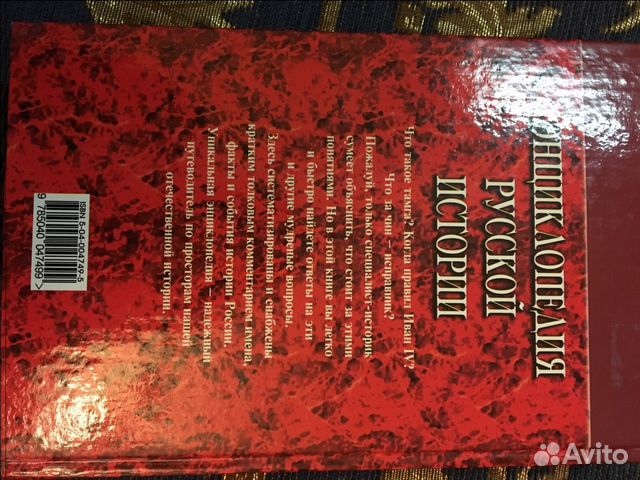 ЭНЦИКЛОПЕДИЯ
РУССКОЙ
ИСТОРИИ
Что такое тамга? Когда правил Иван IV?
Что за чин – исправник?
Пожалуй, только специалист-историк
сумеет объяснить, что стоит за этими
понятиями. Но в этой книге вы легко
и быстро найдете ответы на эти
и другие мудреные вопросы.
Здесь систематизированы и снабжены
кратким толковым комментарием имена,
факты и события истории России.
Уникальная энциклопедия – надежный
путеводитель по просторам нашей
отечественной истории.
ISBN 5-04-004749-5
9 785040 047499 >
Avito